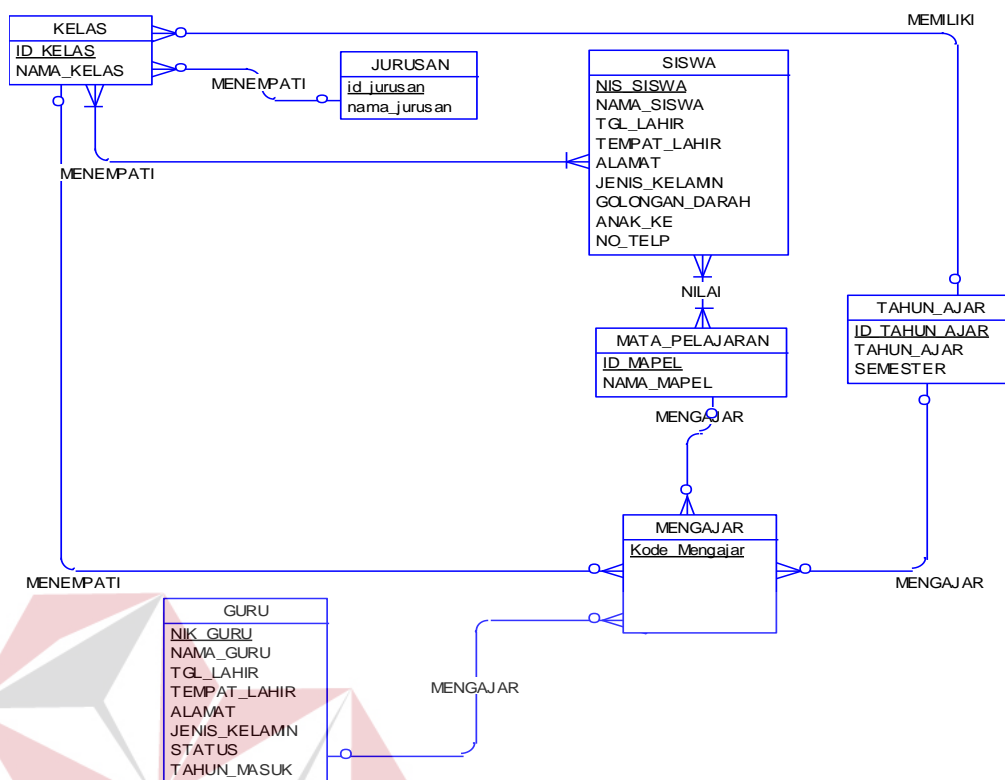 MEMILIKI
KELAS
ID_KELAS
NAMA_KELAS
MENEMPATI
JURUSAN
id_jurusan
nama_jurusan
SISWA
NIS_SISWA
NAMA_SISWA
TGL_LAHIR
TEMPAT_LAHIR
ALAMAT
JENIS_KELAMIN
GOLONGAN_DARAH
ANAK_KE
NO_TELP
MENEMPATI
NILAI
TAHUN_AJAR
ID_TAHUN_AJAR
TAHUN_AJAR
SEMESTER
MATA_PELAJARAN
ID_MAPEL
NAMA_MAPEL
MENGAJAR
MENGAJAR
Kode_Mengajar
MENEMPATI
MENGAJAR
GURU
NIK_GURU
NAMA_GURU
TGL_LAHIR
TEMPAT_LAHIR
ALAMAT
JENIS_KELAMIN
STATUS
TAHUN_MASUK
MENGAJAR